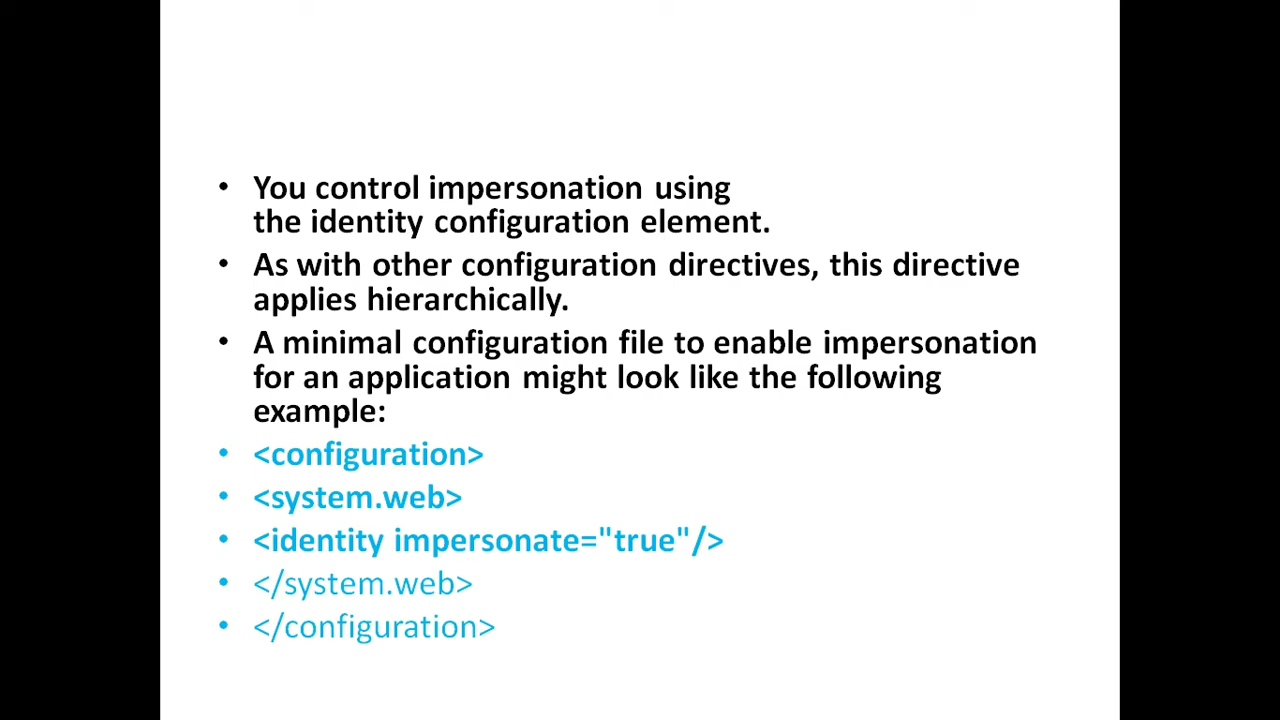 • You control impersonation using
the identity configuration element.
• As with other configuration directives, this directive
applies hierarchically.
• A minimal configuration file to enable impersonation
for an application might look like the following
example:
• <configuration>
• <system.web>
• <identity impersonate="true"/>
• </system.web>
• </configuration>